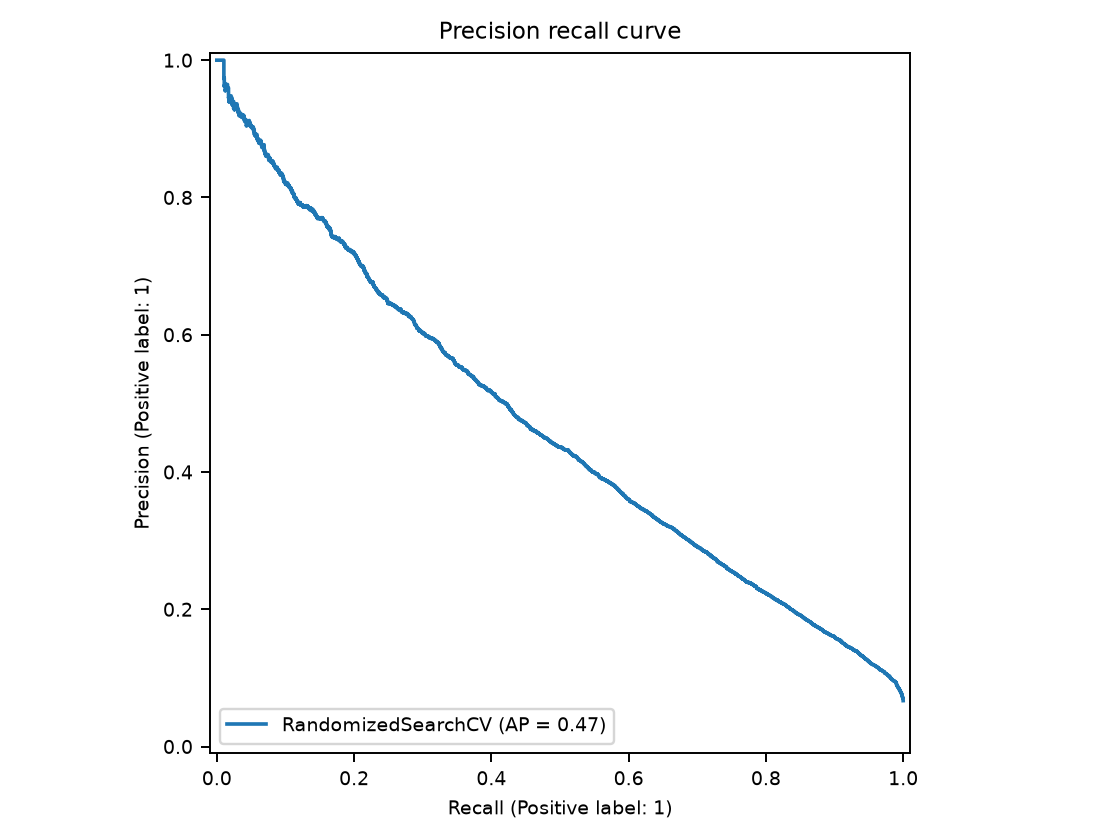 Precision recall curve
1.0
0.8
0.6
0.4
0.2
0.0
Precision (Positive label: 1)
RandomizedSearchCV (AP = 0.47)
0.0 0.2 0.4 0.6 0.8 1.0
Recall (Positive label: 1)